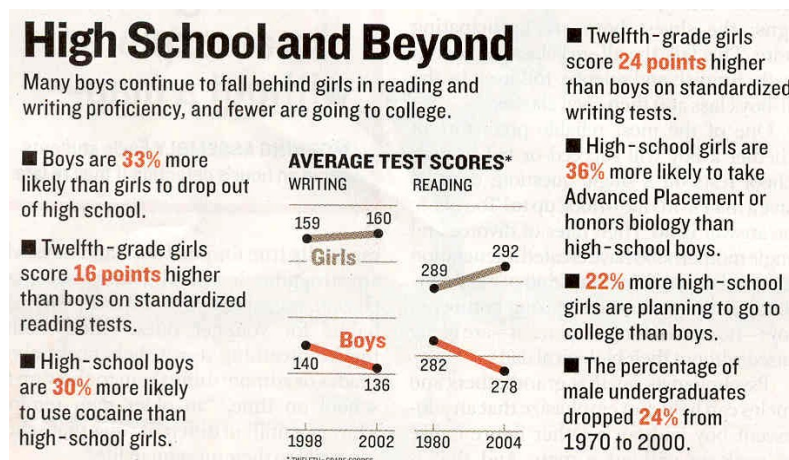 High School and Beyond
Many boys continue to fall behind girls in reading and
writing proficiency, and fewer are going to college.
■ Boys are 33% more
likely than girls to drop out
of high school.
■ Twelfth-grade girls
score 16 points higher
than boys on standardized
reading tests.
■ High-school boys
are 30% more likely
to use cocaine than
high-school girls.
AVERAGE TEST SCORES*
WRITING
READING
159
160
Girls
292
289
Boys
140
136
282
278
1998
2002
1980
2004
* TWELFTH-GRADE SCORES
■ Twelfth-grade girls
score 24 points higher
than boys on standardized
writing tests.
■ High-school girls are
36% more likely to take
Advanced Placement or
honors biology than
high-school boys.
■ 22% more high-school
girls are planning to go to
college than boys.
■ The percentage of
male undergraduates
dropped 24% from
1970 to 2000.